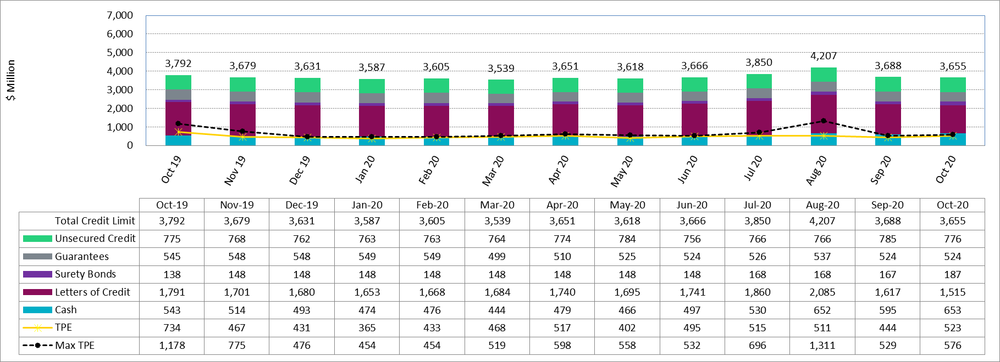 7,000
6,000
5,000
4,000
3,000
2,000
1,000
0
$ Million
3,792 3,679 3,631 3,587 3,605 3,539 3,651 3,618 3,666 3,850 4,207 3,688 3,655
Oct 19 Nov 19 Dec 19 Jan 20 Feb 20 Mar 20 Apr 20 May 20 Jun 20 Jul 20 Aug 20 Sep 20 Oct 20
Oct-19 Nov-19 Dec-19 Jan-20 Feb-20 Mar-20 Apr-20 May-20 Jun-20 Jul-20 Aug-20 Sep-20 Oct-20
Total Credit Limit 3,792 3,679 3,631 3,587 3,605 3,539 3,651 3,618 3,666 3,850 4,207 3,688 3,655
Unsecured Credit 775 768 762 763 763 764 774 784 756 766 766 785 776
Guarantees 545 548 548 549 549 499 510 525 524 526 537 524 524
Surety Bonds 138 148 148 148 148 148 148 148 148 168 168 167 187
Letters of Credit 1,791 1,701 1,680 1,653 1,668 1,684 1,740 1,695 1,741 1,860 2,085 1,617 1,515
Cash 543 514 493 474 476 444 479 466 497 530 652 595 653
TPE 734 467 431 365 433 468 517 402 495 515 511 444 523
Max TPE 1,178 775 476 454 454 519 598 558 532 696 1,311 529 576